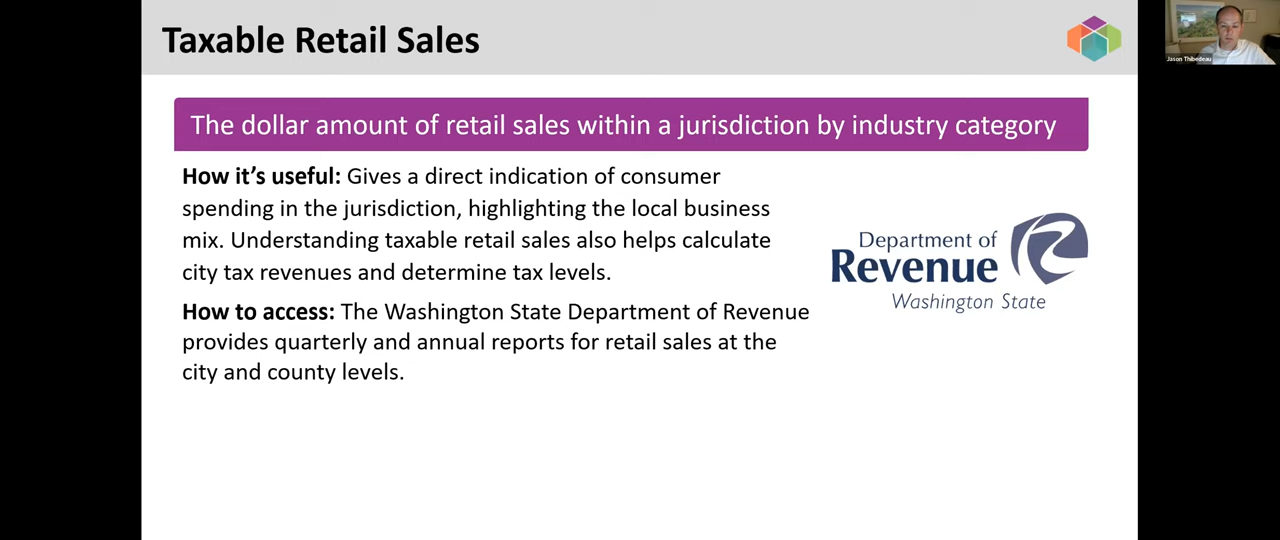 Taxable Retail Sales
Jason Thibedeau
The dollar amount of retail sales within a jurisdiction by industry category
How it's useful: Gives a direct indication of consumer
spending in the jurisdiction, highlighting the local business
mix. Understanding taxable retail sales also helps calculate
city tax revenues and determine tax levels.
How to access: The Washington State Department of Revenue
provides quarterly and annual reports for retail sales at the
city and county levels.
Department of
Revenue
Washington State